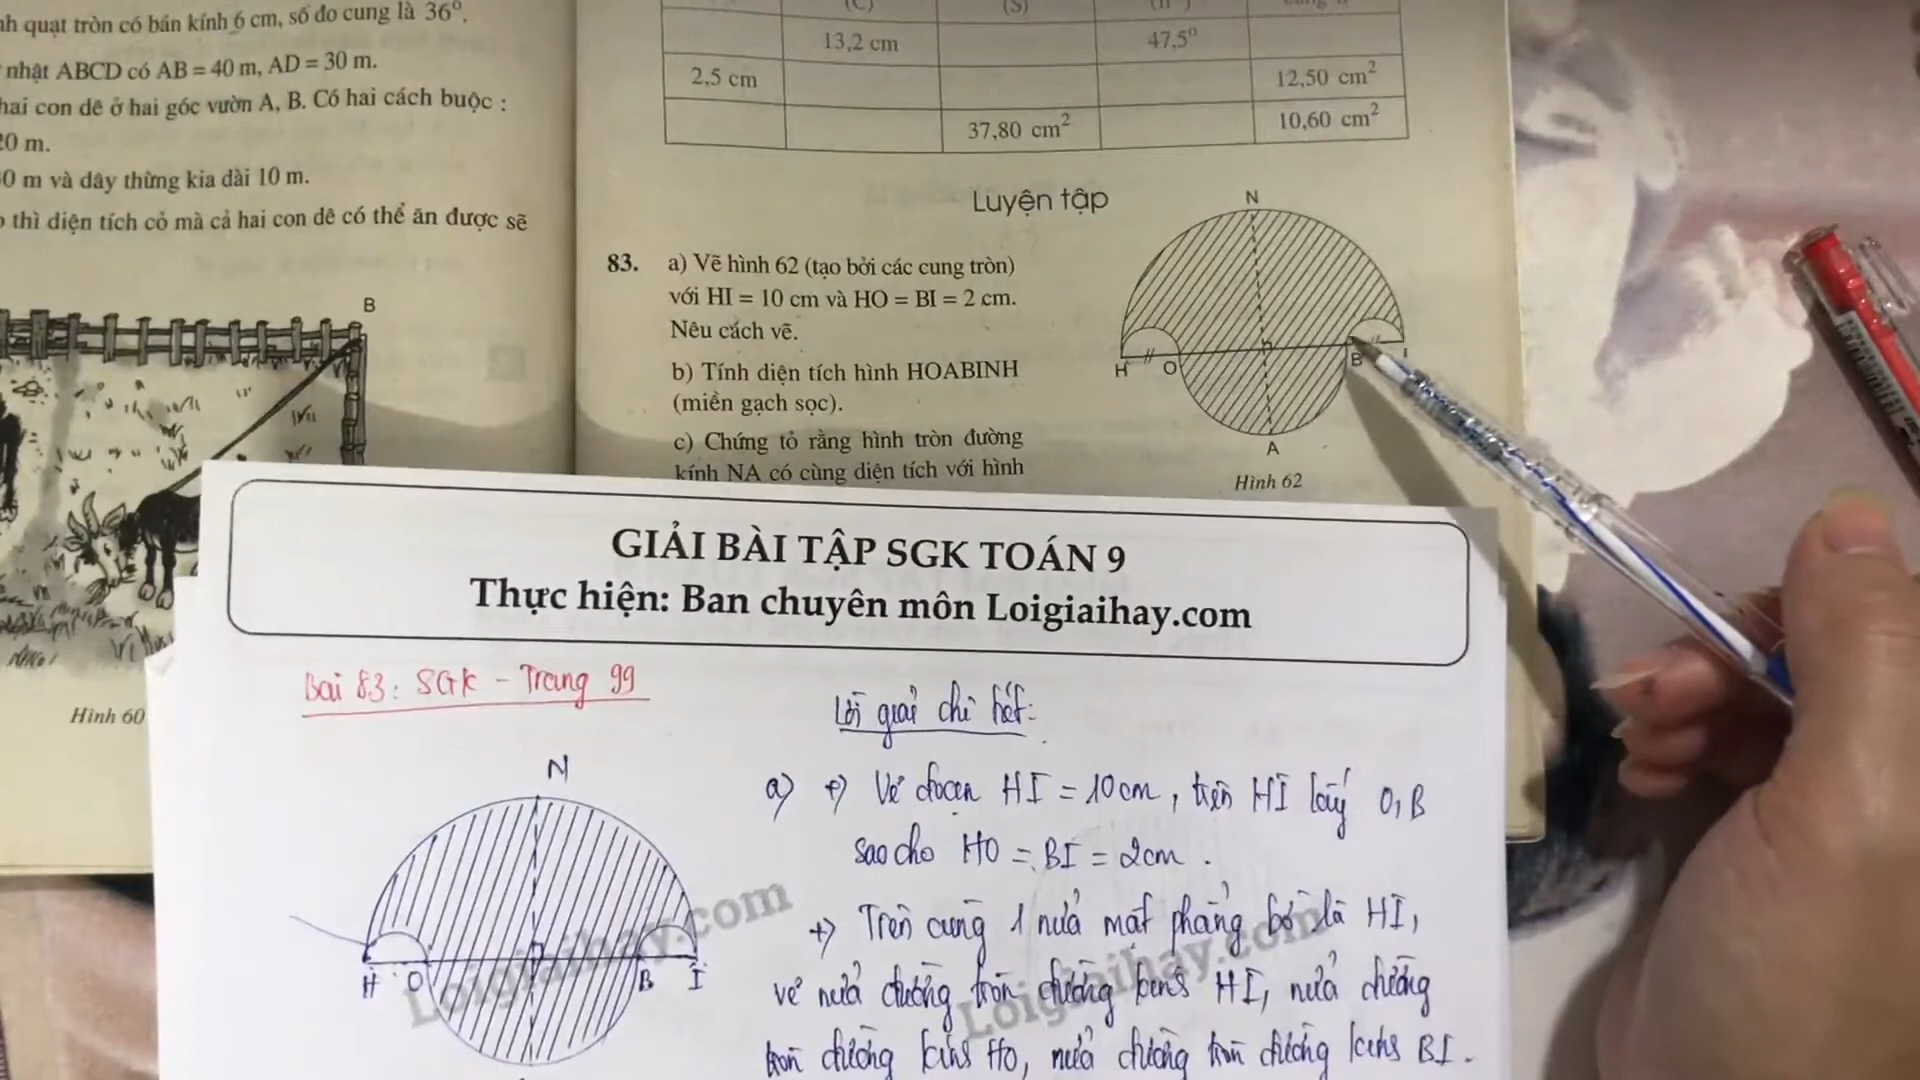 quạt tròn có bán kính 6 cm, số đo cung là 36°.
nhật ABCD có AB = 40 m, AD = 30 m.
hai con dê ở hai góc vườn A, B. Có hai cách buộc :
20 m.
0 m và dây thừng kia dài 10 m.
thì diện tích cỏ mà cả hai con dê có thể ăn được sẽ
B
Hình 60
(C) (S)
13,2 cm 47,5°
2,5 cm 12,50 cm²
37,80 cm² 10,60 cm²
Luyện tập
83. a) Vẽ hình 62 (tạo bởi các cung tròn)
với HI = 10 cm và HO = BI = 2 cm.
Nêu cách vẽ.
b) Tính diện tích hình HOABINH
(miền gạch sọc).
c) Chứng tỏ rằng hình tròn đường
kính NA có cùng diện tích với hình
N
H O B I
A
Hình 62
GIẢI BÀI TẬP SGK TOÁN 9
Thực hiện: Ban chuyên môn Loigiaihay.com
Bài 83: SGK - Trang 99
Lời giải chi tiết:
N
H O B I
a) +) Vẽ đoạn HI = 10cm, trên HI lấy O, B
sao cho HO = BI = 2cm.
+) Trên cùng 1 nửa mặt phẳng bờ là HI,
vẽ nửa đường tròn đường kính HI, nửa đường
tròn đường kính HO, nửa đường tròn đường kính BI.
Loigiaihay.com
Loigiaihay.com